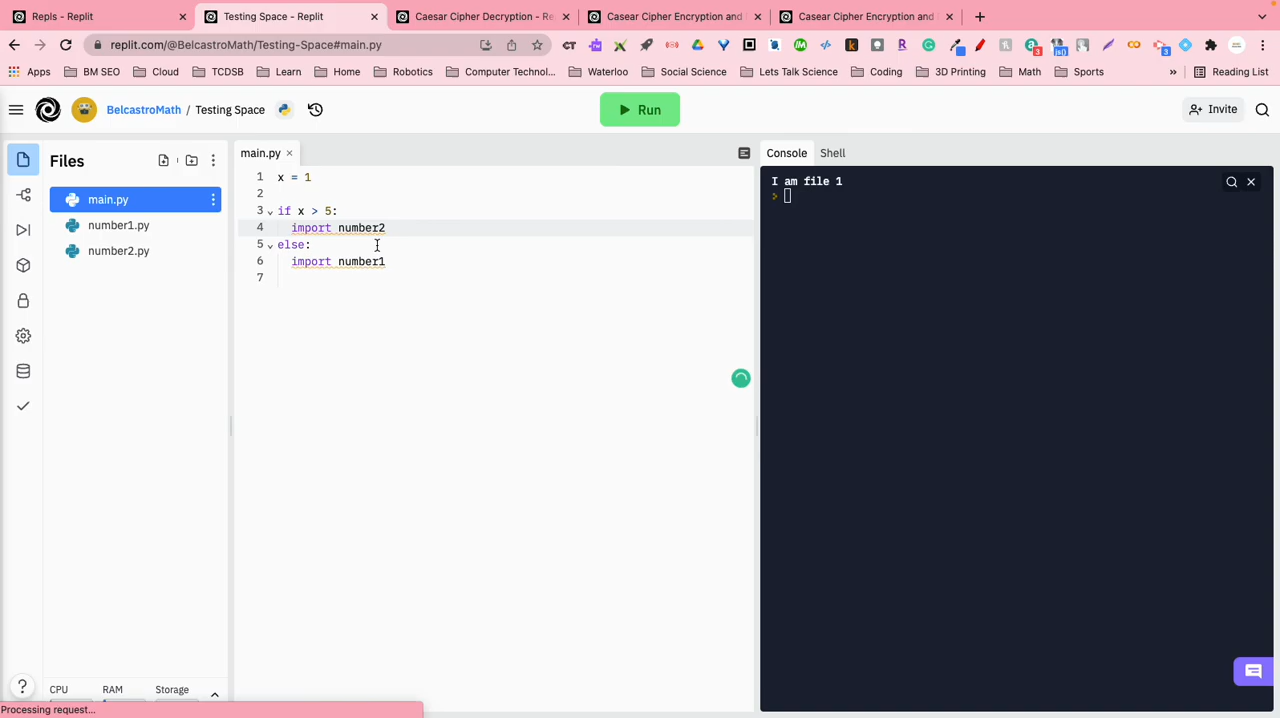 Repls - Replit
Testing Space - Replit
Caesar Cipher Decryption - Re
Casear Cipher Encryption and
Casear Cipher Encryption and
replit.com/@BelcastroMath/Testing-Space#main.py
Apps
BM SEO
Cloud
TCDSB
Learn
Home
Robotics
Computer Technol...
Waterloo
Social Science
Lets Talk Science
Coding
3D Printing
Math
Sports
»
Reading List
BelcastroMath / Testing Space
Run
Invite
Files
main.py
number1.py
number2.py
main.py
1 x = 1
2
3 if x > 5:
4 import number2
5 else:
6 import number1
7
Console
Shell
I am file 1
CPU
RAM
Storage
Processing request...